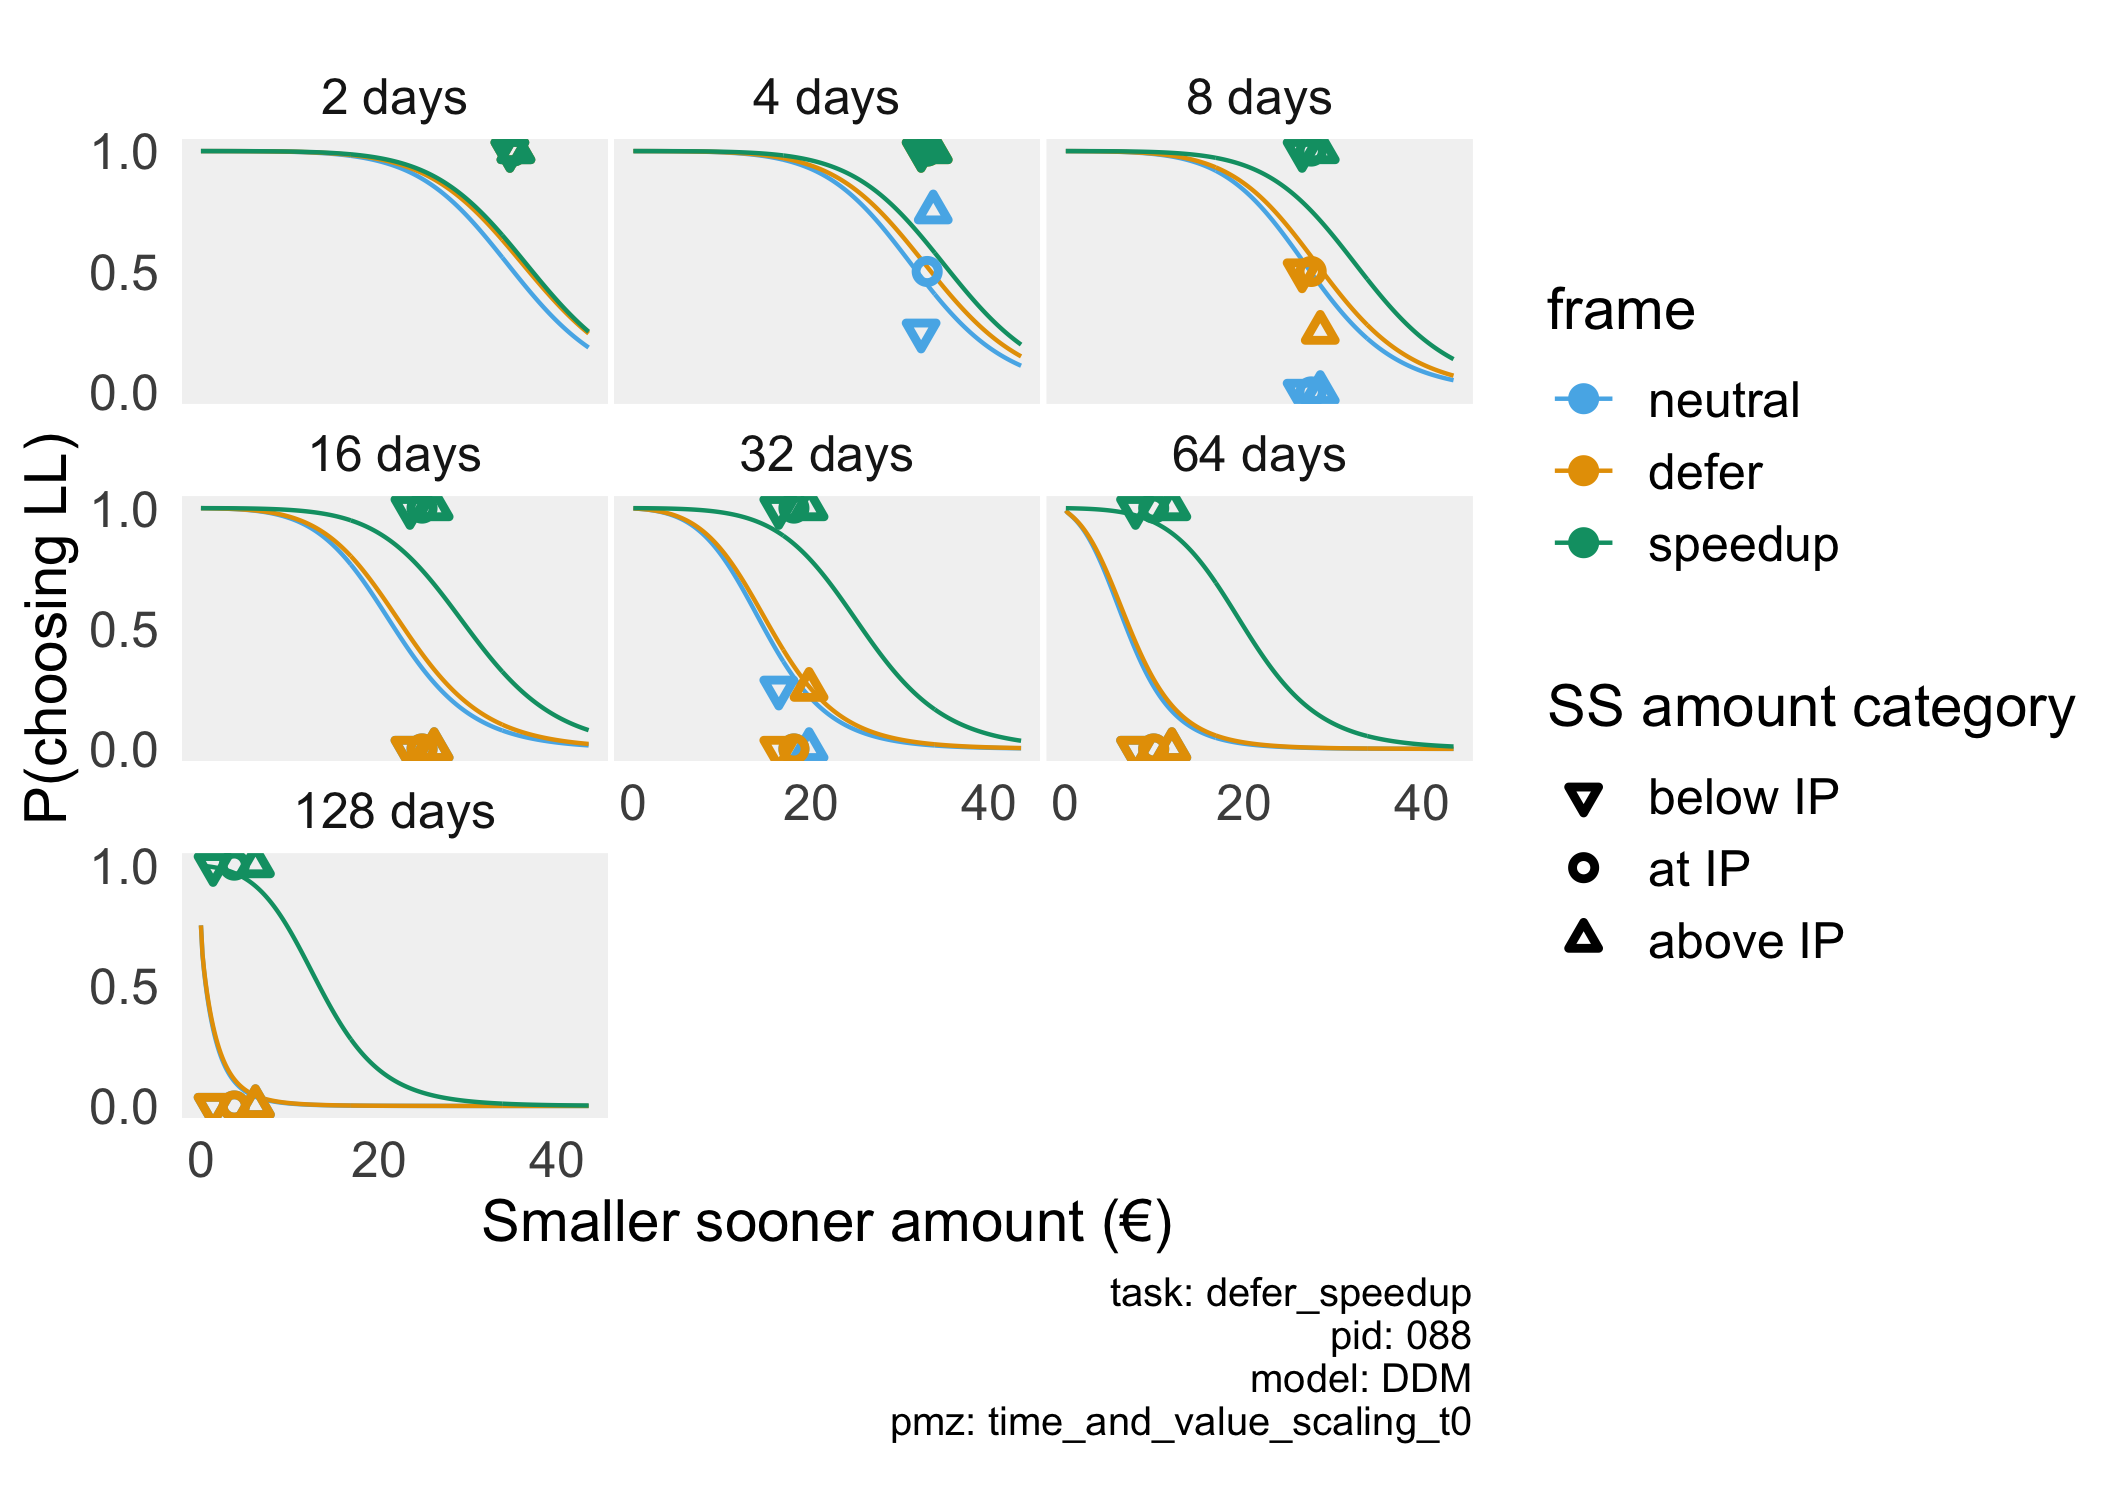 2 days
4 days
8 days
1.0
0.5
0.0
16 days
32 days
64 days
1.0
0.5
0.0
0
20
40
0
20
40
128 days
1.0
0.5
0.0
0
20
40
P(choosing LL)
Smaller sooner amount (€)
frame
neutral
defer
speedup
SS amount category
below IP
at IP
above IP
task: defer_speedup
pid: 088
model: DDM
pmz: time_and_value_scaling_t0